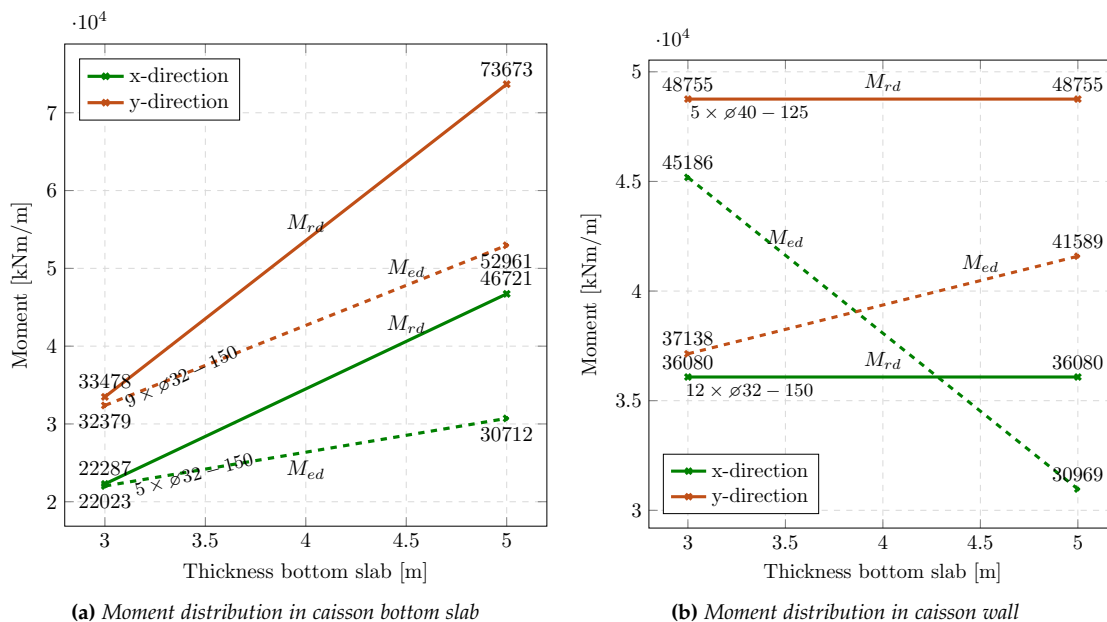 ·10⁴
x-direction
y-direction
73673
7
6
5
4
3
2
M_rd
M_ed
52961
46721
M_rd
9 × ⌀32 − 150
33478
32379
30712
22287
5 × ⌀32 − 150
M_ed
22023
3
3.5
4
4.5
5
Moment [kNm/m]
Thickness bottom slab [m]
(a) Moment distribution in caisson bottom slab
·10⁴
5
4.5
4
3.5
3
48755
M_rd
48755
5 × ⌀40 − 125
45186
M_ed
41589
M_ed
37138
36080
M_rd
36080
12 × ⌀32 − 150
30969
x-direction
y-direction
3
3.5
4
4.5
5
Moment [kNm/m]
Thickness bottom slab [m]
(b) Moment distribution in caisson wall